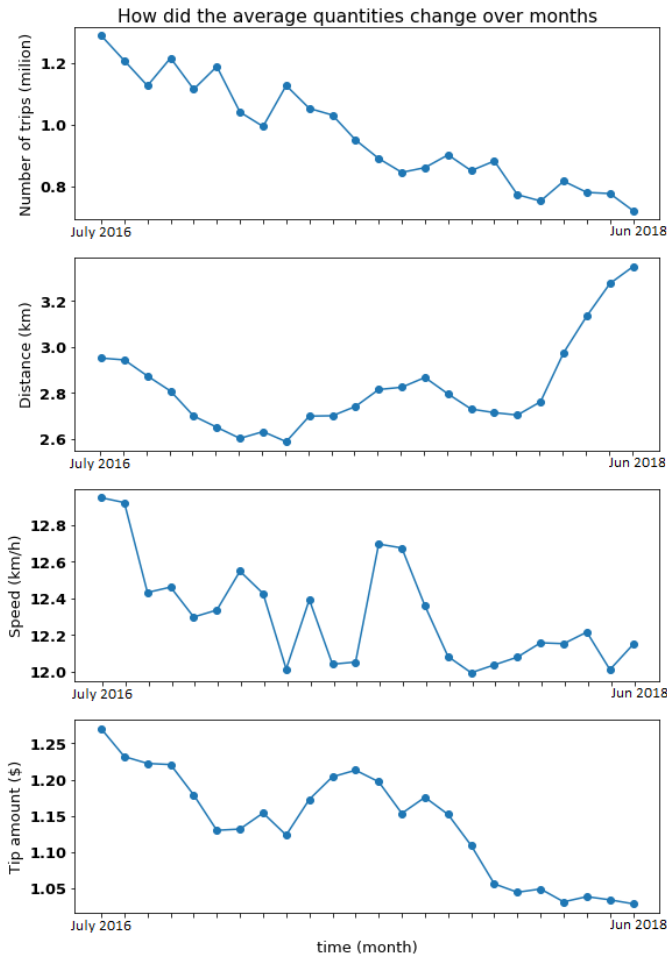 How did the average quantities change over months
Number of trips (milion)
1.2
1.0
0.8
July 2016
Jun 2018
Distance (km)
3.2
3.0
2.8
2.6
July 2016
Jun 2018
Speed (km/h)
12.8
12.6
12.4
12.2
12.0
July 2016
Jun 2018
Tip amount ($)
1.25
1.20
1.15
1.10
1.05
July 2016
Jun 2018
time (month)